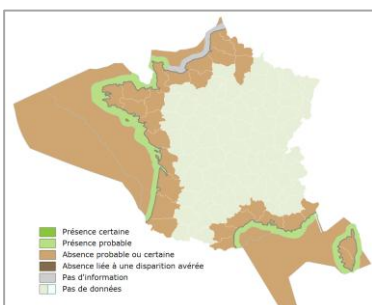 Présence certaine
Présence probable
Absence probable ou certaine
Absence liée à une disparition avérée
Pas d'information
Pas de données